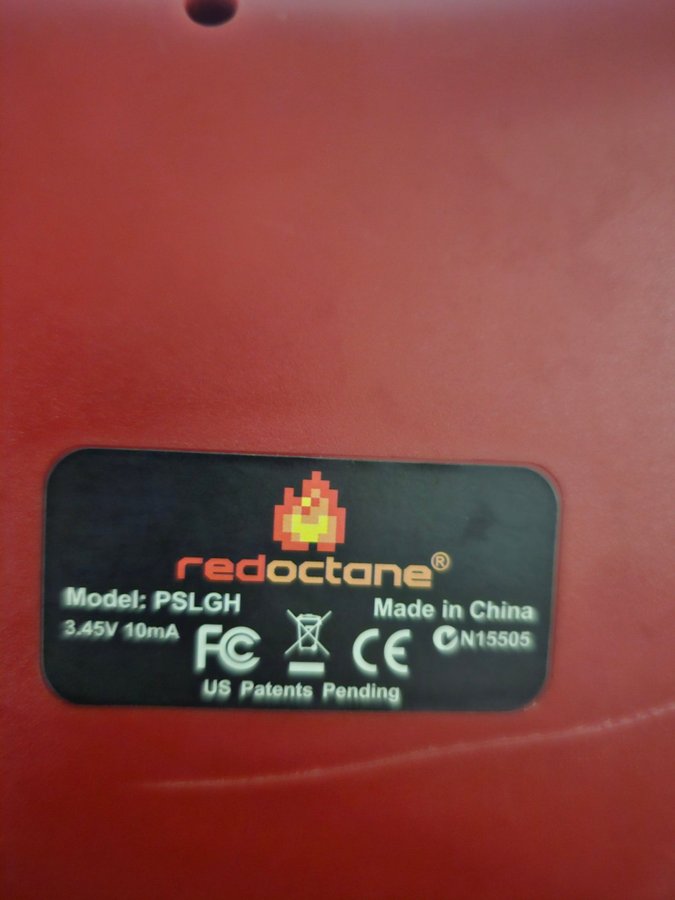 redoctane®
Model: PSLGH
Made in China
3.45V 10mA
FC
CE
N15505
US Patents Pending